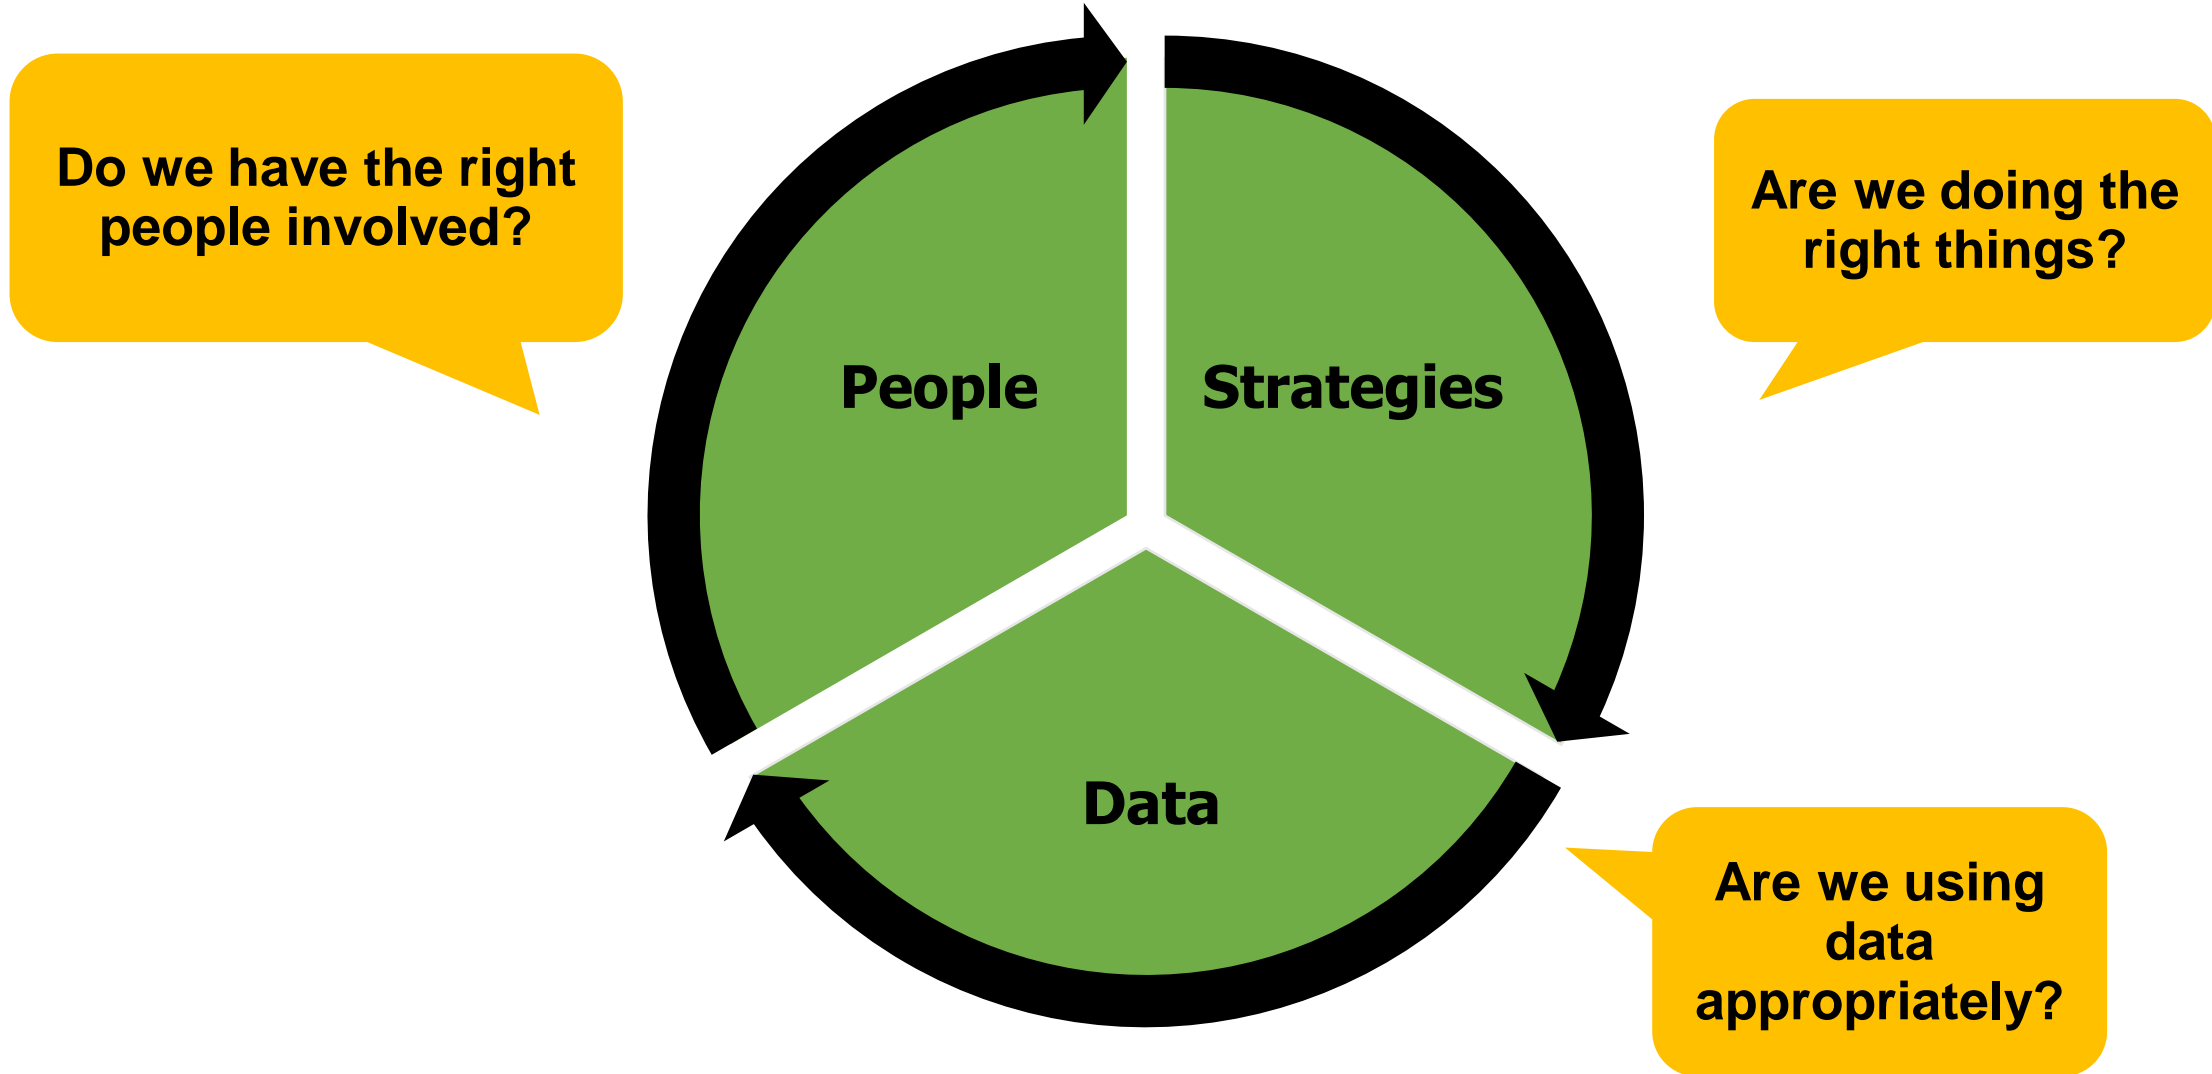 Do we have the right
people involved?
Are we doing the
right things?
People
Strategies
Data
Are we using
data
appropriately?